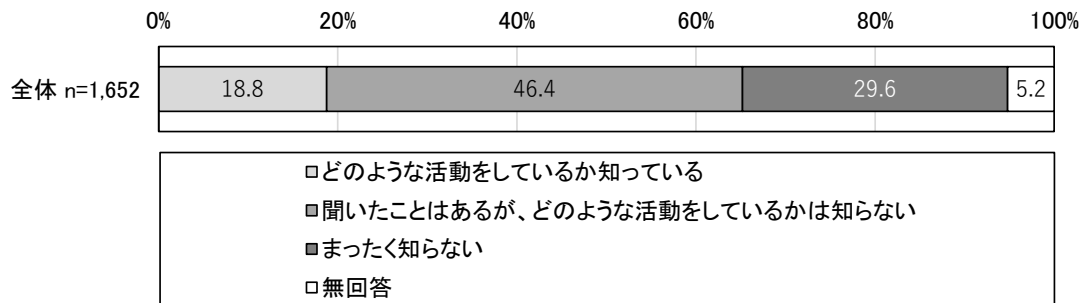 0% 20% 40% 60% 80% 100%
全体 n=1,652 18.8 46.4 29.6 5.2
どのような活動をしているか知っている
聞いたことはあるが、どのような活動をしているかは知らない
まったく知らない
無回答